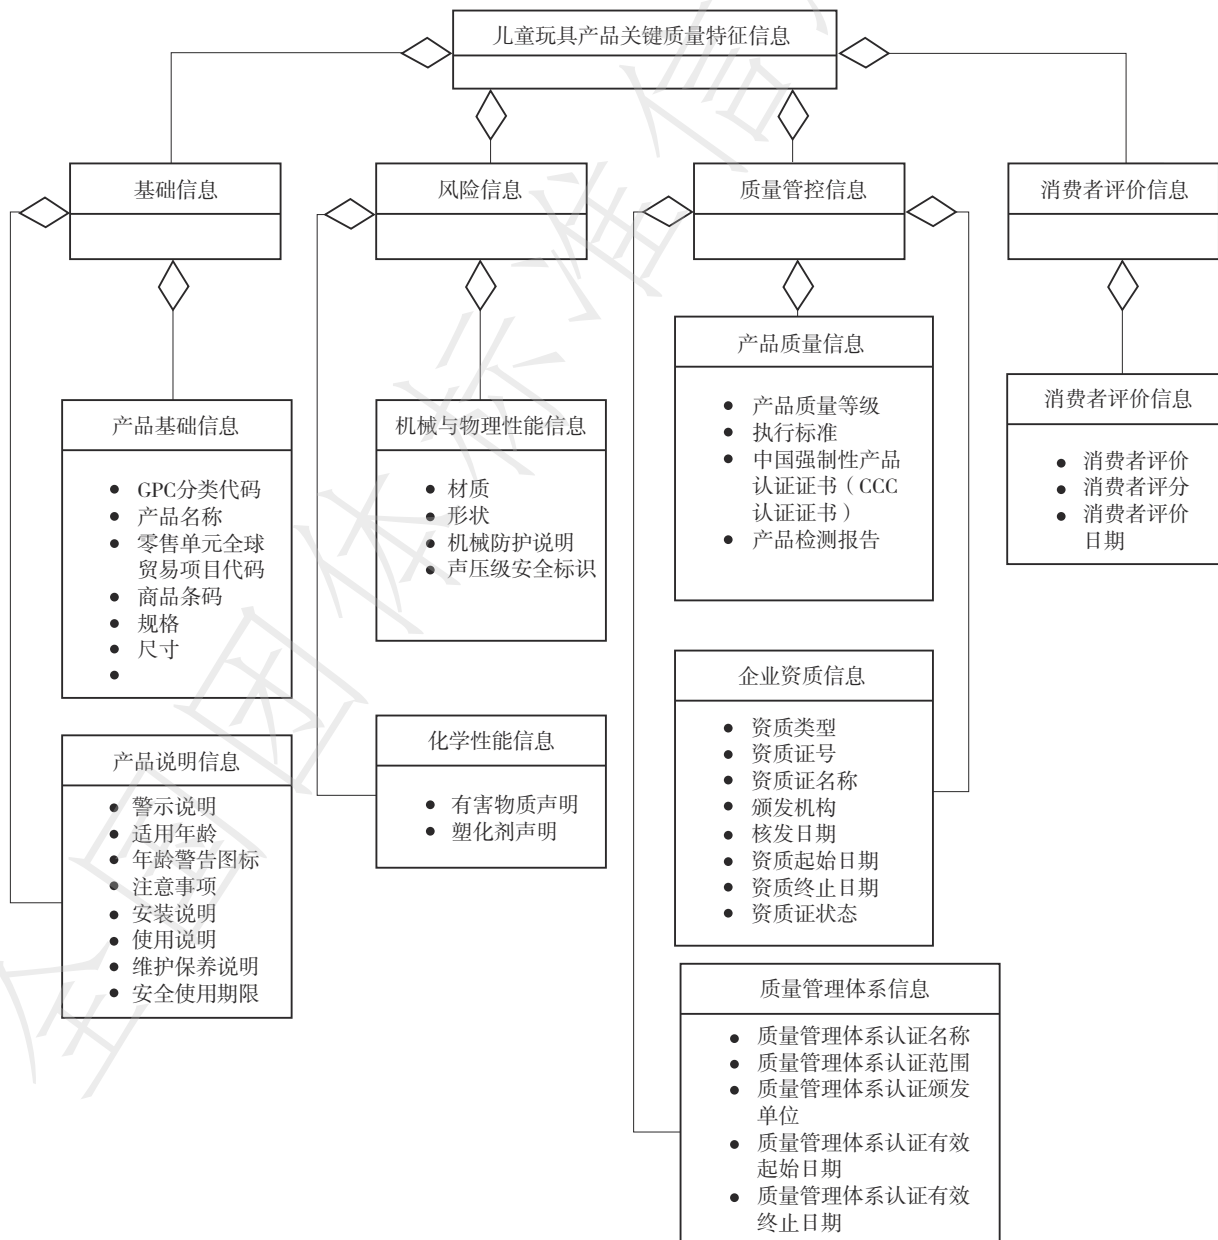 儿童玩具产品关键质量特征信息
基础信息
风险信息
质量管控信息
消费者评价信息
产品基础信息
● GPC分类代码
● 产品名称
● 零售单元全球
贸易项目代码
● 商品条码
● 规格
● 尺寸
●
产品说明信息
● 警示说明
● 适用年龄
● 年龄警告图标
● 注意事项
● 安装说明
● 使用说明
● 维护保养说明
● 安全使用期限
机械与物理性能信息
● 材质
● 形状
● 机械防护说明
● 声压级安全标识
化学性能信息
● 有害物质声明
● 塑化剂声明
产品质量信息
● 产品质量等级
● 执行标准
● 中国强制性产品
认证证书（CCC
认证证书）
● 产品检测报告
企业资质信息
● 资质类型
● 资质证号
● 资质证名称
● 颁发机构
● 核发日期
● 资质起始日期
● 资质终止日期
● 资质证状态
质量管理体系信息
● 质量管理体系认证名称
● 质量管理体系认证范围
● 质量管理体系认证颁发
单位
● 质量管理体系认证有效
起始日期
● 质量管理体系认证有效
终止日期
消费者评价信息
● 消费者评价
● 消费者评分
● 消费者评价
日期
全国团体标准信